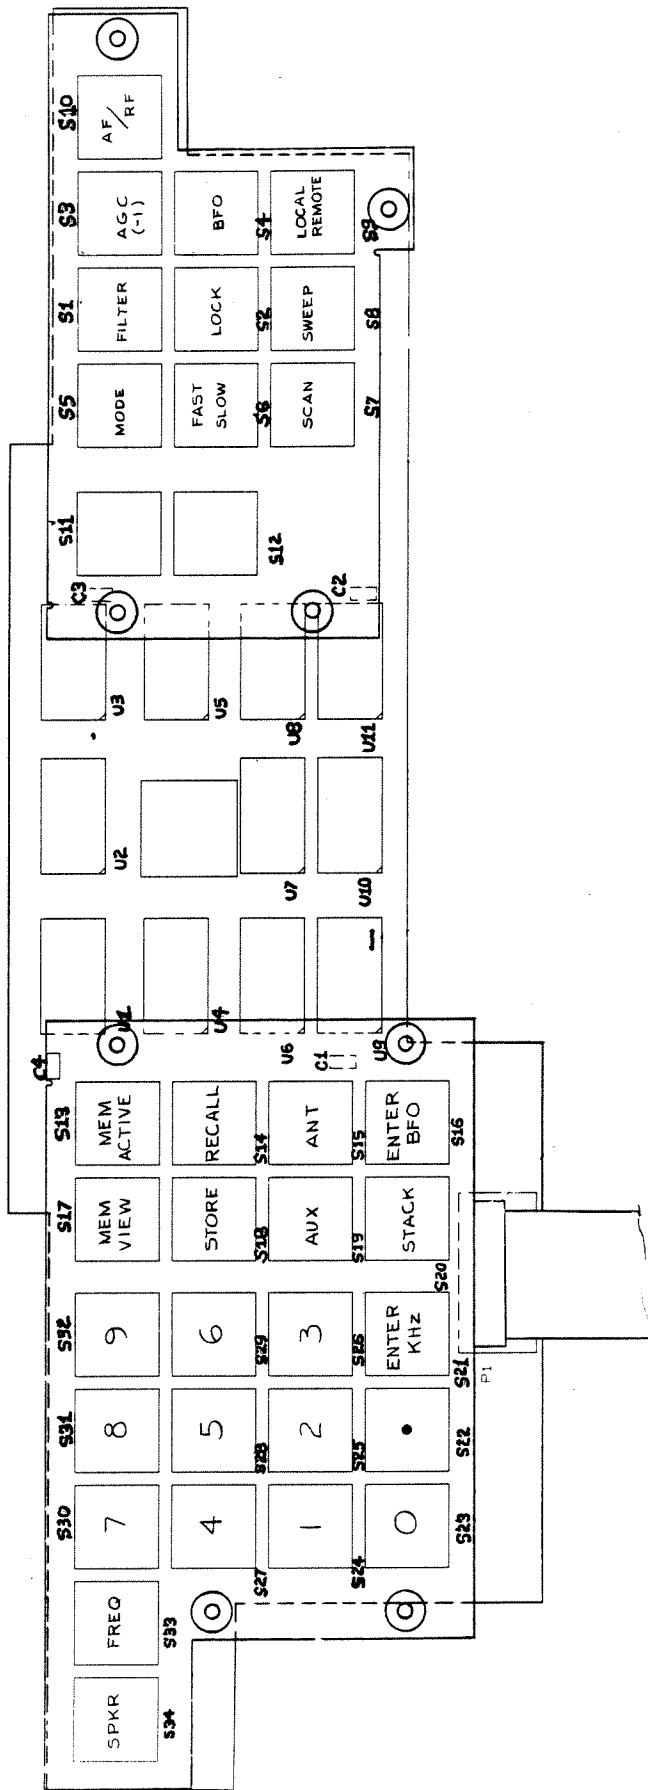 S30 S31 S32 S17 S13 C4 S11 S5 S1 S3 S10
SPKR FREQ 7 8 9 MEM VIEW MEM ACTIVE
C3 MODE FILTER AGC (-1) AF/RF
U1 U2 U3
S34 S33
4 5 6 STORE RECALL
FAST SLOW LOCK BFO
U4 U5
S27 S28 S29 S18 S14 S12 S6 S2 S4
1 2 3 AUX ANT
SCAN SWEEP LOCAL REMOTE
U6 U7 U8
C1 C2
S24 S25 S26 S19 S15
U9 U10 U11 S7 S8 S9
0 • ENTER KHz STACK ENTER BFO
S23 S22 S21 S20 S16
P1